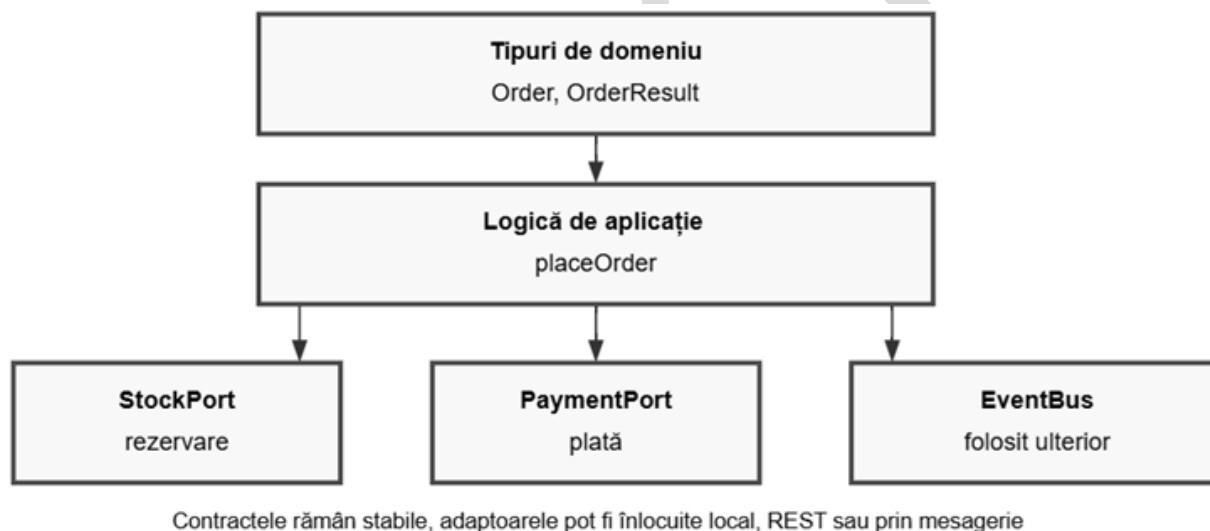 Tipuri de domeniu
Order, OrderResult
Logică de aplicație
placeOrder
StockPort
rezervare
PaymentPort
plată
EventBus
folosit ulterior
Contractele rămân stabile, adaptoarele pot fi înlocuite local, REST sau prin mesagerie